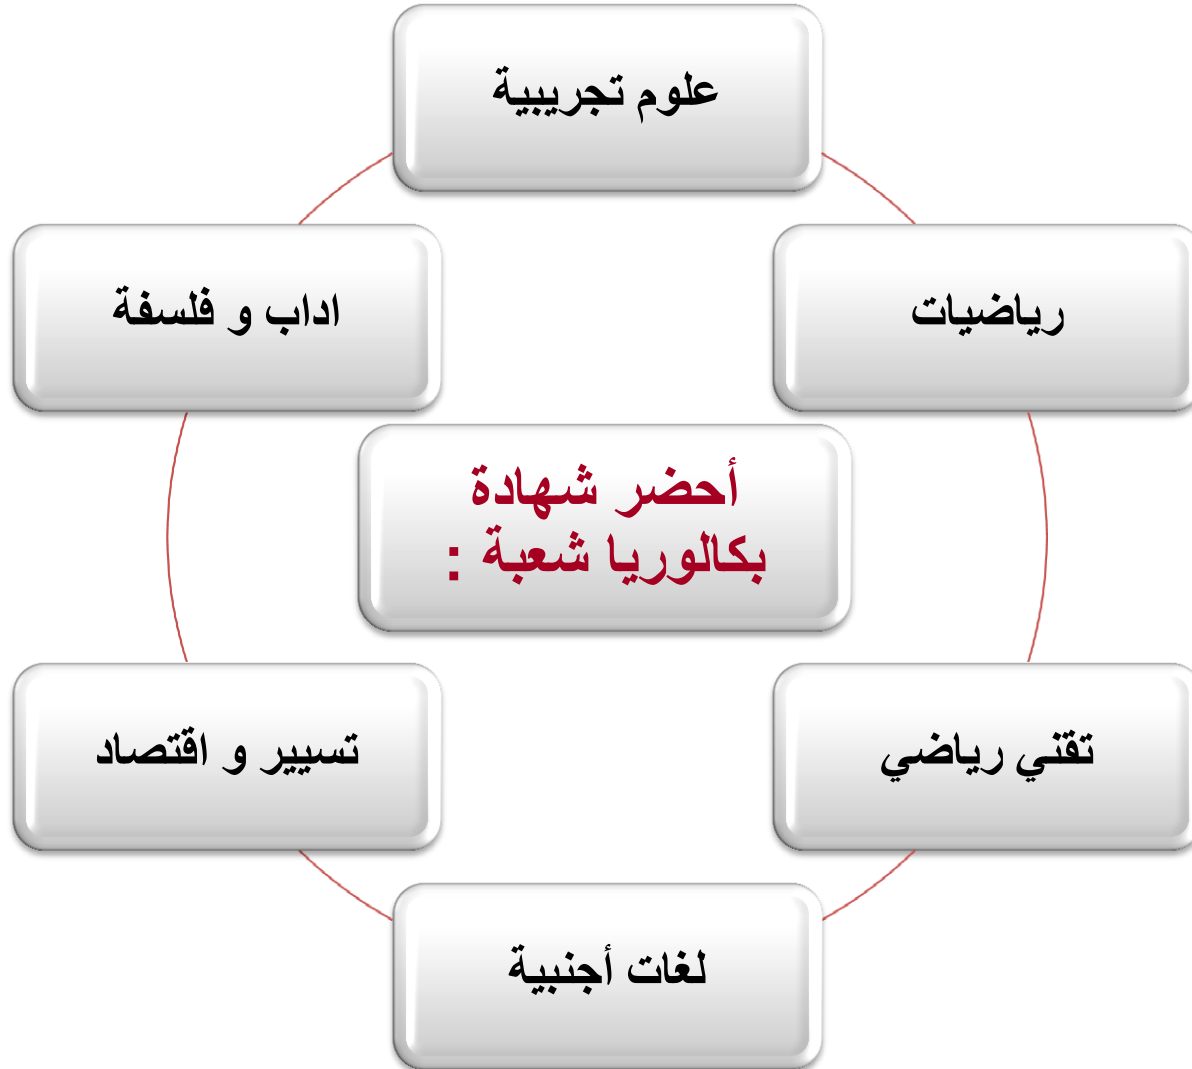 علوم تجريبية
رياضيات
اداب و فلسفة
أحضر شهادة
بكالوريا شعبة :
تقني رياضي
تسيير و اقتصاد
لغات أجنبية